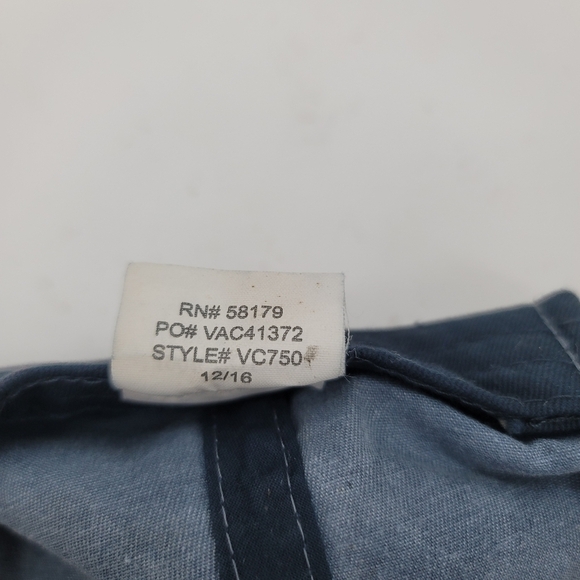 RN# 58179
PO# VAC41372
STYLE# VC750
12/16